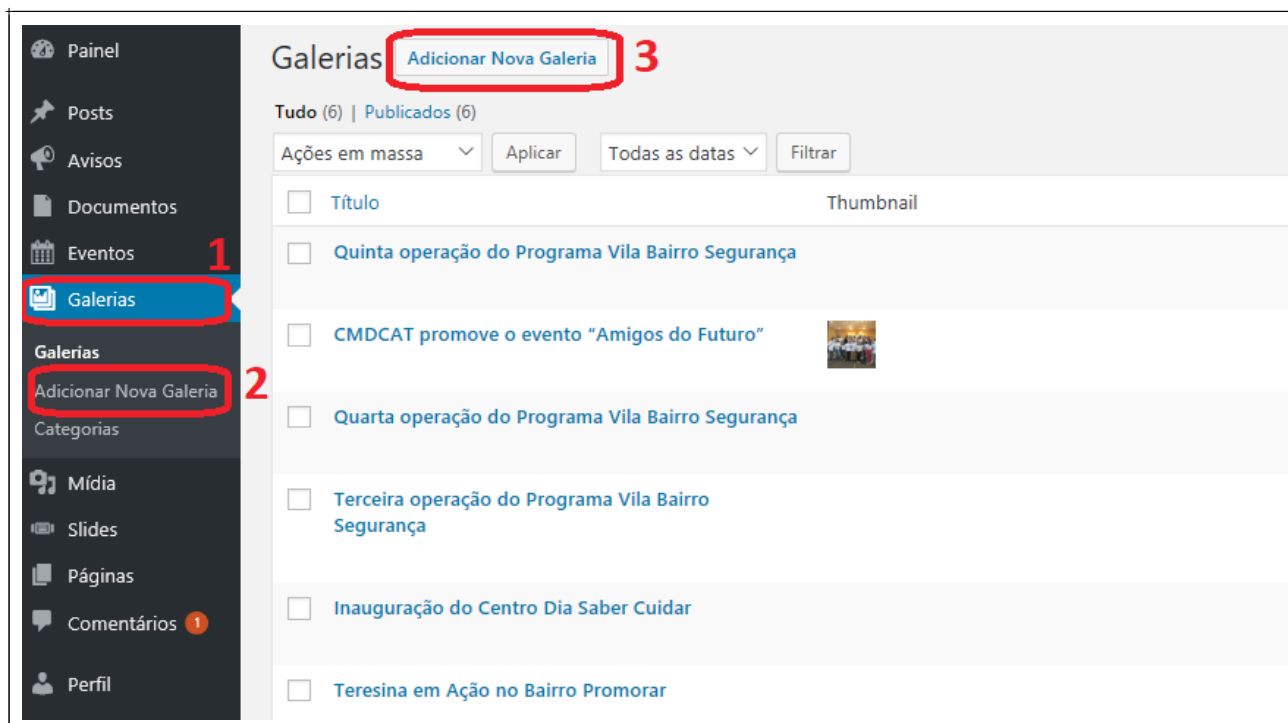 Painel
Posts
Avisos
Documentos
Eventos
1
Galerias
Galerias
Adicionar Nova Galeria
2
Categorias
Mídia
Slides
Páginas
Comentários 1
Perfil
Galerias Adicionar Nova Galeria 3
Tudo (6) | Publicados (6)
Ações em massa Aplicar Todas as datas Filtrar
Título Thumbnail
Quinta operação do Programa Vila Bairro Segurança
CMDCAT promove o evento “Amigos do Futuro”
Quarta operação do Programa Vila Bairro Segurança
Terceira operação do Programa Vila Bairro
Segurança
Inauguração do Centro Dia Saber Cuidar
Teresina em Ação no Bairro Promorar